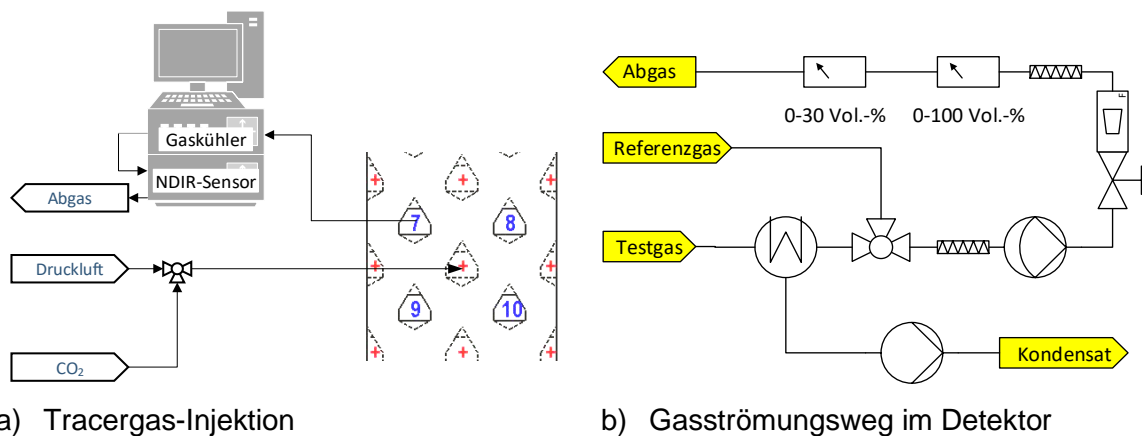 Gaskühler
NDIR-Sensor
Abgas
Druckluft
CO₂
7
8
9
10
+
+
+
+
+
+
+
+
Abgas
0-30 Vol.-%
0-100 Vol.-%
F
Referenzgas
Testgas
Kondensat
a) Tracergas-Injektion
b) Gasströmungsweg im Detektor